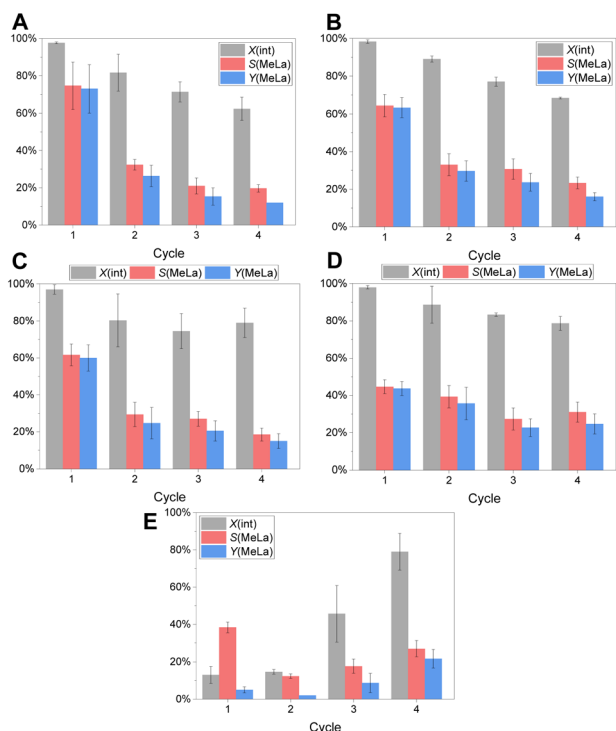 A
B
100%
80%
60%
40%
20%
0%
X(int)
S(MeLa)
Y(MeLa)
1 2 3 4
Cycle
100%
80%
60%
40%
20%
0%
X(int)
S(MeLa)
Y(MeLa)
1 2 3 4
Cycle
C
D
X(int) S(MeLa) Y(MeLa)
100%
80%
60%
40%
20%
0%
1 2 3 4
Cycle
X(int) S(MeLa) Y(MeLa)
100%
80%
60%
40%
20%
0%
1 2 3 4
Cycle
E
100%
80%
60%
40%
20%
0%
X(int)
S(MeLa)
Y(MeLa)
1 2 3 4
Cycle